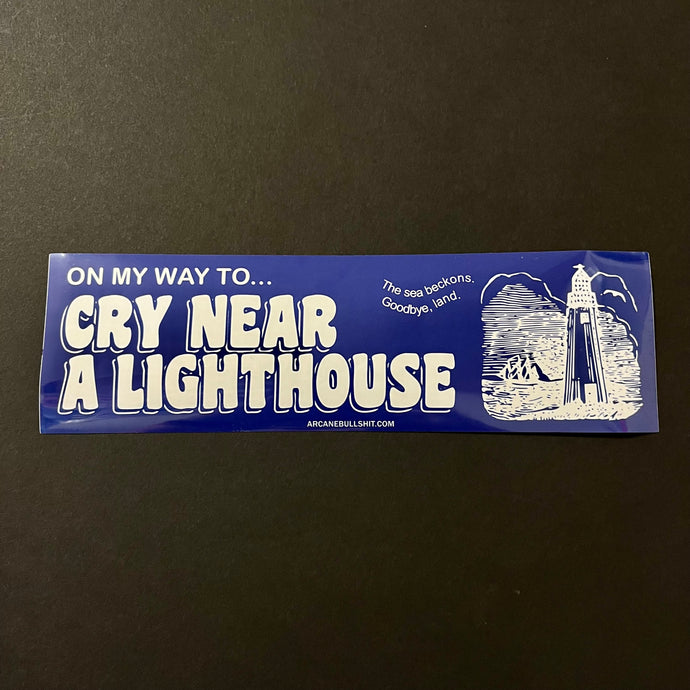 ON MY WAY TO...
CRY NEAR
A LIGHTHOUSE
The sea beckons.
Goodbye, land.
ARCANEBULLSHIT.COM